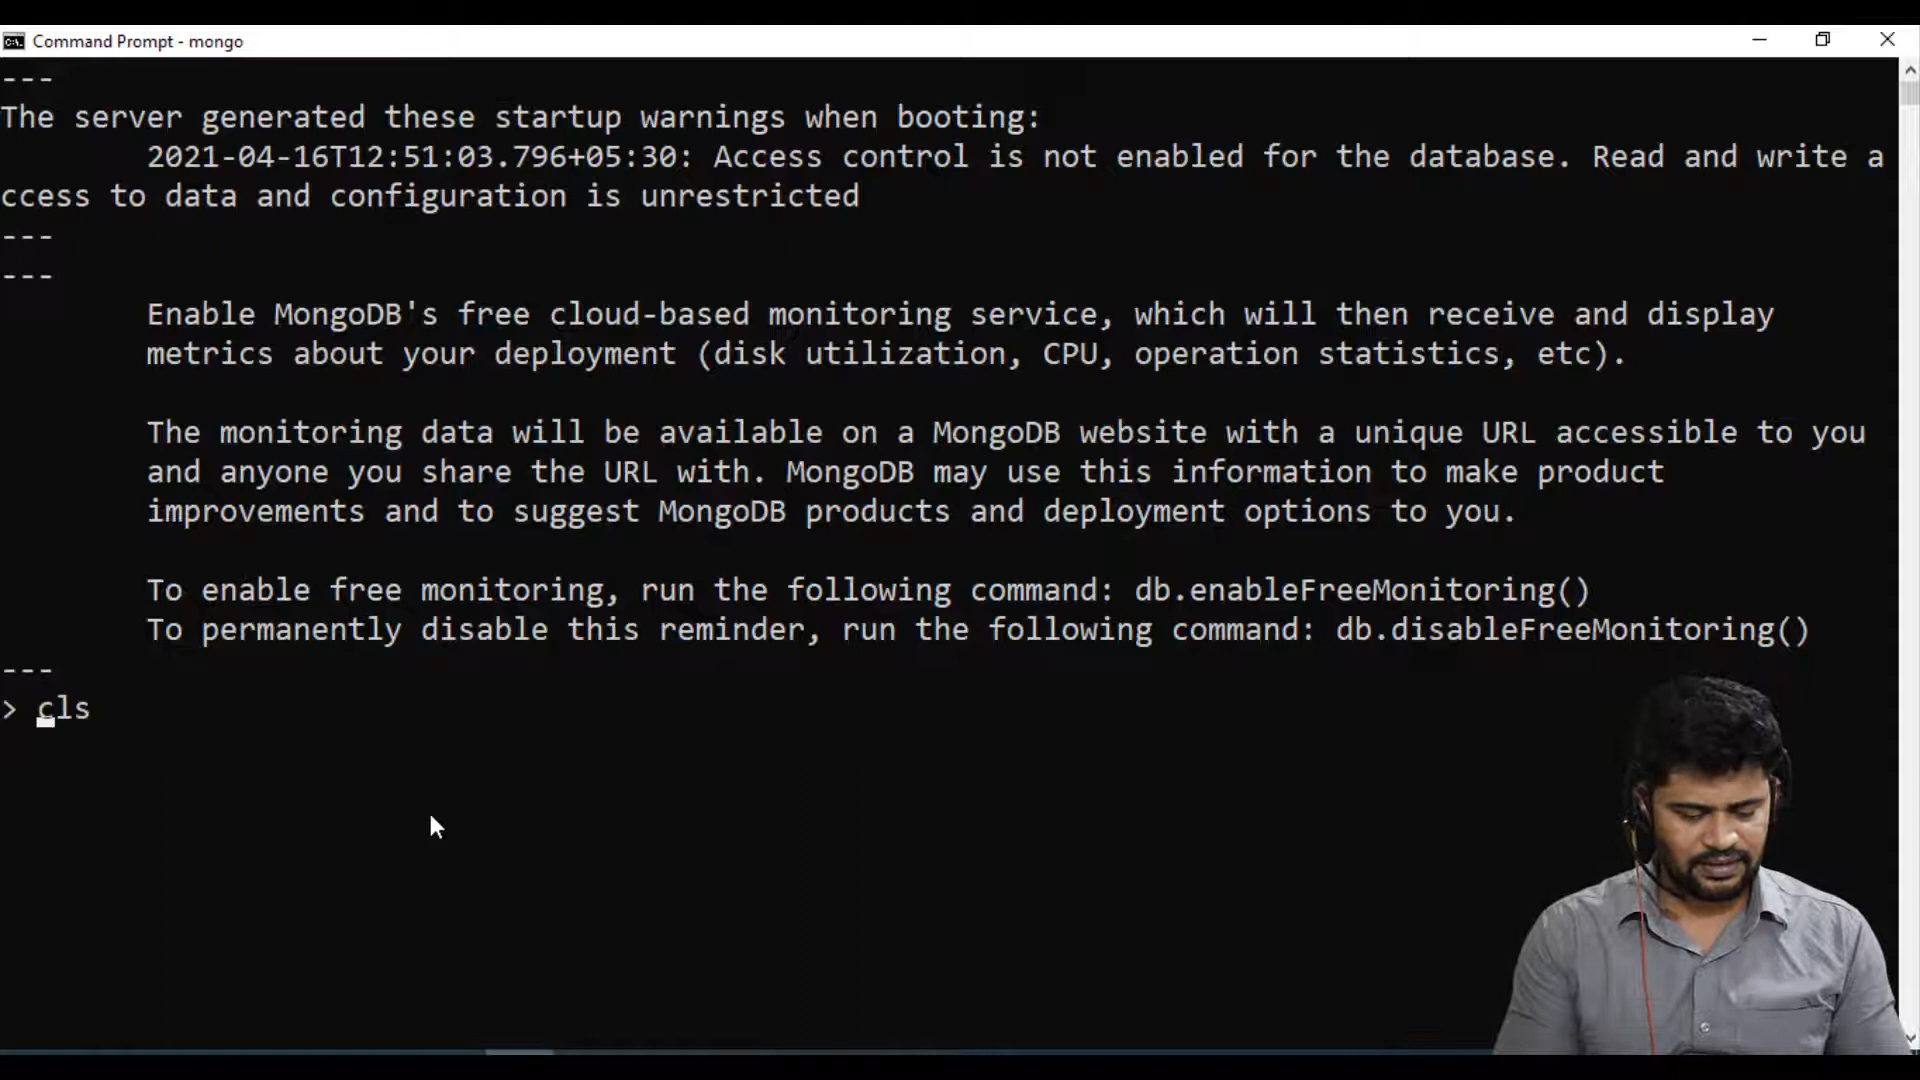 Command Prompt - mongo
---
The server generated these startup warnings when booting:
2021-04-16T12:51:03.796+05:30: Access control is not enabled for the database. Read and write a
ccess to data and configuration is unrestricted
---
---
Enable MongoDB's free cloud-based monitoring service, which will then receive and display
metrics about your deployment (disk utilization, CPU, operation statistics, etc).
The monitoring data will be available on a MongoDB website with a unique URL accessible to you
and anyone you share the URL with. MongoDB may use this information to make product
improvements and to suggest MongoDB products and deployment options to you.
To enable free monitoring, run the following command: db.enableFreeMonitoring()
To permanently disable this reminder, run the following command: db.disableFreeMonitoring()
---
> cls